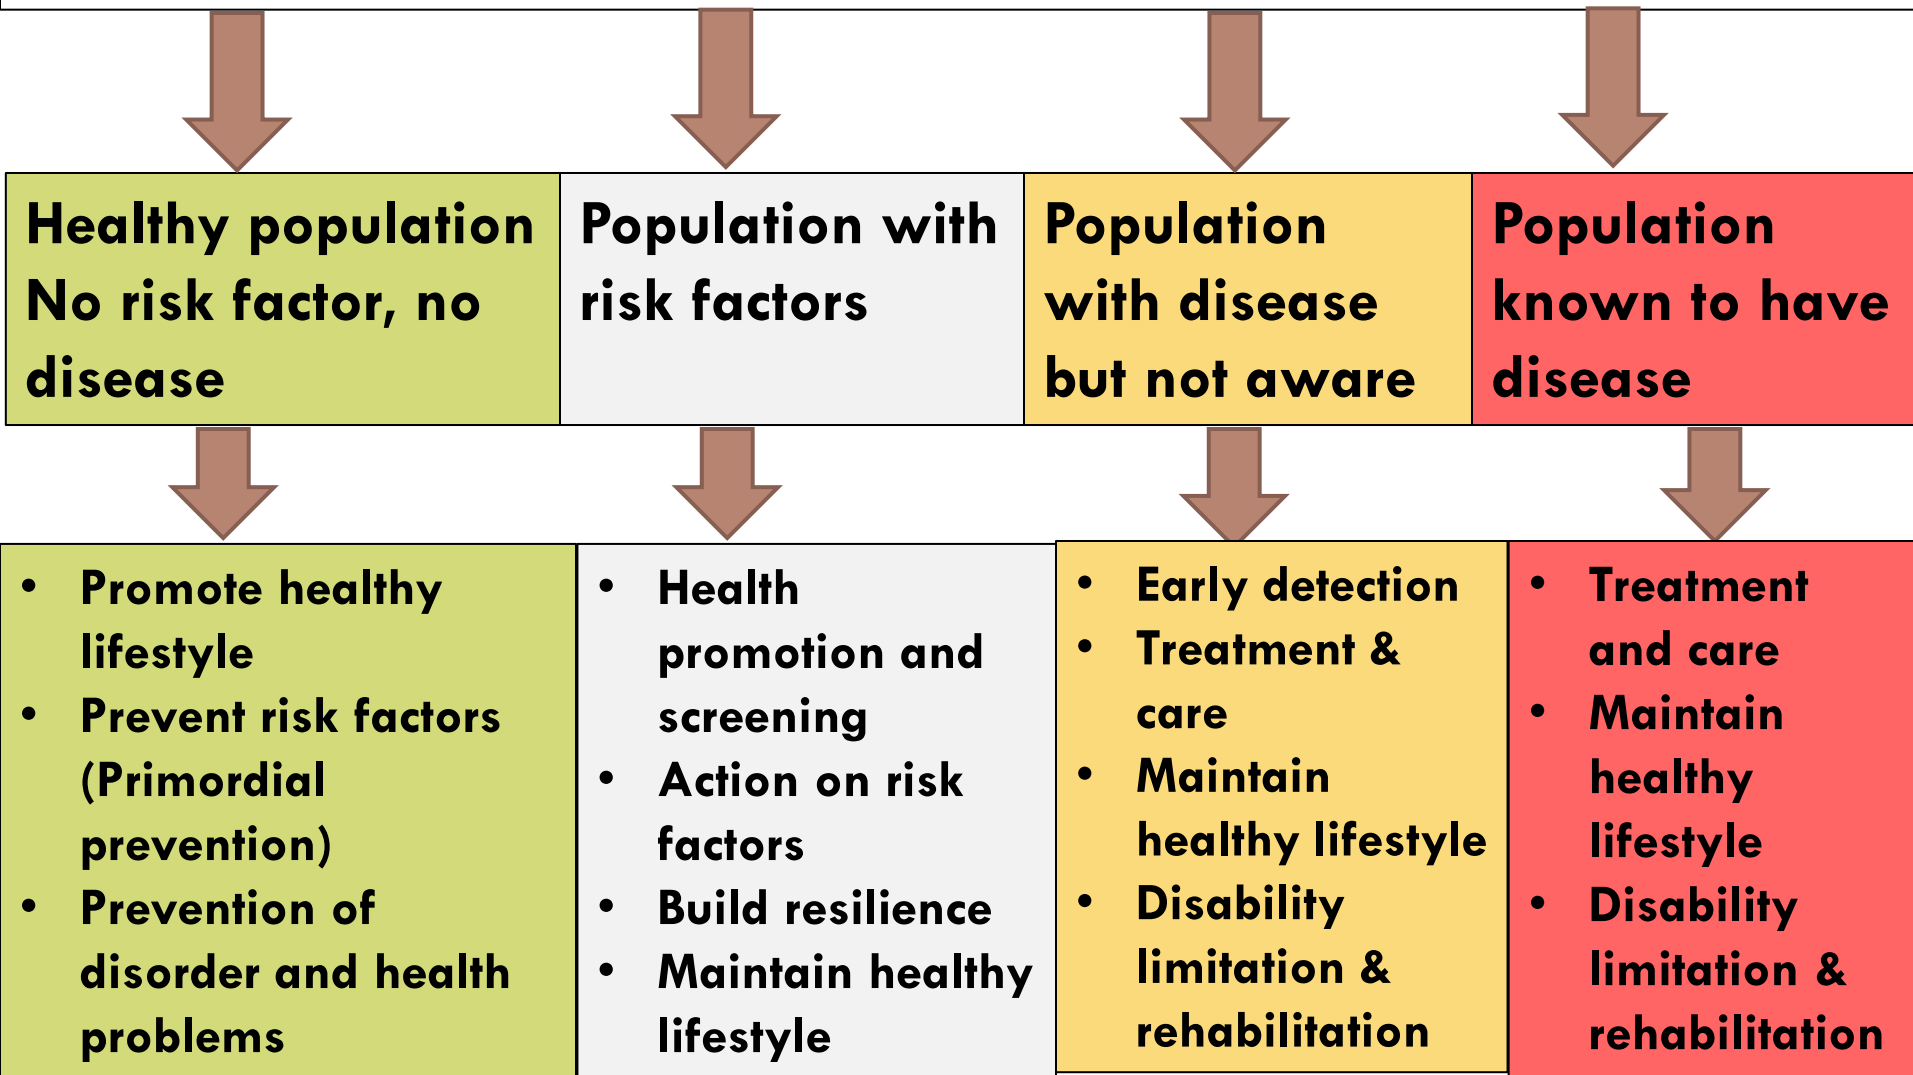 Healthy population
No risk factor, no
disease
Population with
risk factors
Population
with disease
but not aware
Population
known to have
disease
• Promote healthy
lifestyle
• Prevent risk factors
(Primordial
prevention)
• Prevention of
disorder and health
problems
• Health
promotion and
screening
• Action on risk
factors
• Build resilience
• Maintain healthy
lifestyle
• Early detection
• Treatment &
care
• Maintain
healthy lifestyle
• Disability
limitation &
rehabilitation
• Treatment
and care
• Maintain
healthy
lifestyle
• Disability
limitation &
rehabilitation